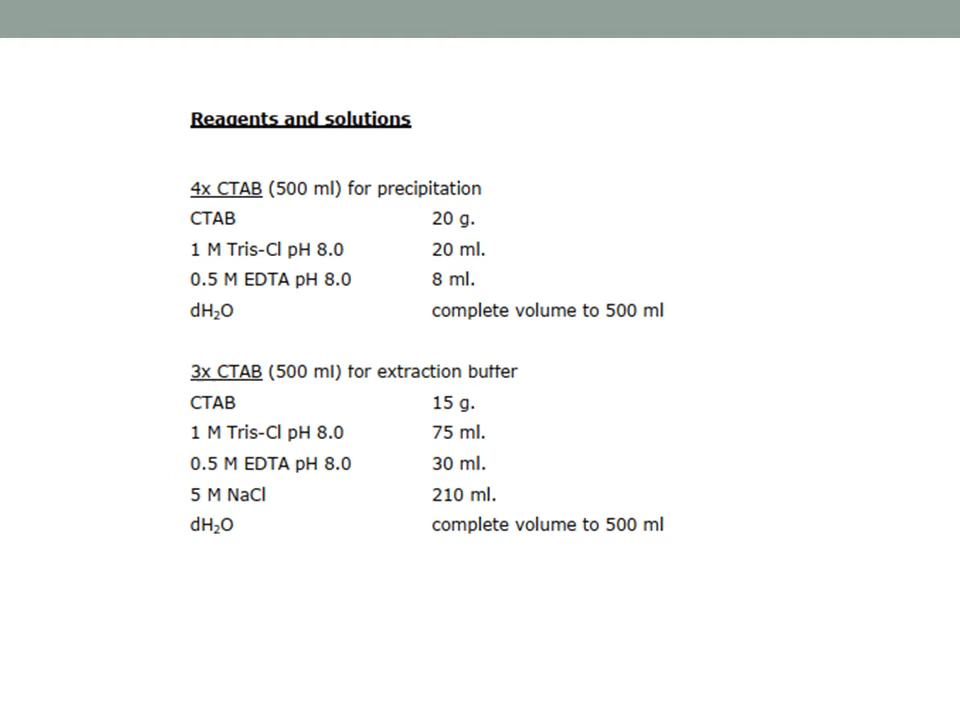 Reagents and solutions
4x CTAB (500 ml) for precipitation
CTAB 20 g.
1 M Tris-Cl pH 8.0 20 ml.
0.5 M EDTA pH 8.0 8 ml.
dH₂O complete volume to 500 ml
3x CTAB (500 ml) for extraction buffer
CTAB 15 g.
1 M Tris-Cl pH 8.0 75 ml.
0.5 M EDTA pH 8.0 30 ml.
5 M NaCl 210 ml.
dH₂O complete volume to 500 ml